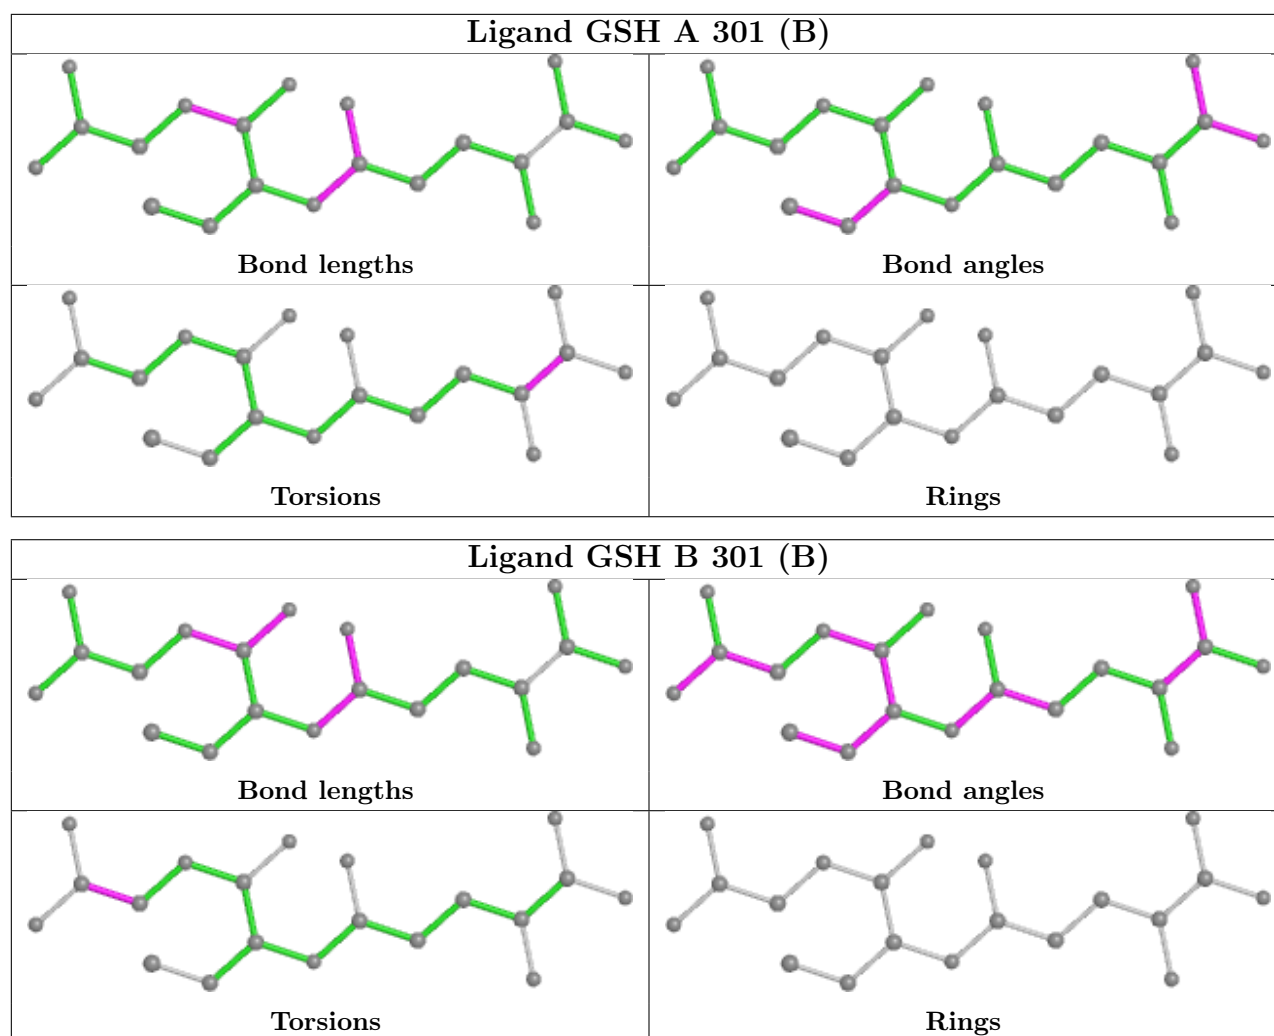 Ligand GSH A 301 (B)
Bond lengths
Bond angles
Torsions
Rings
Ligand GSH B 301 (B)
Bond lengths
Bond angles
Torsions
Rings